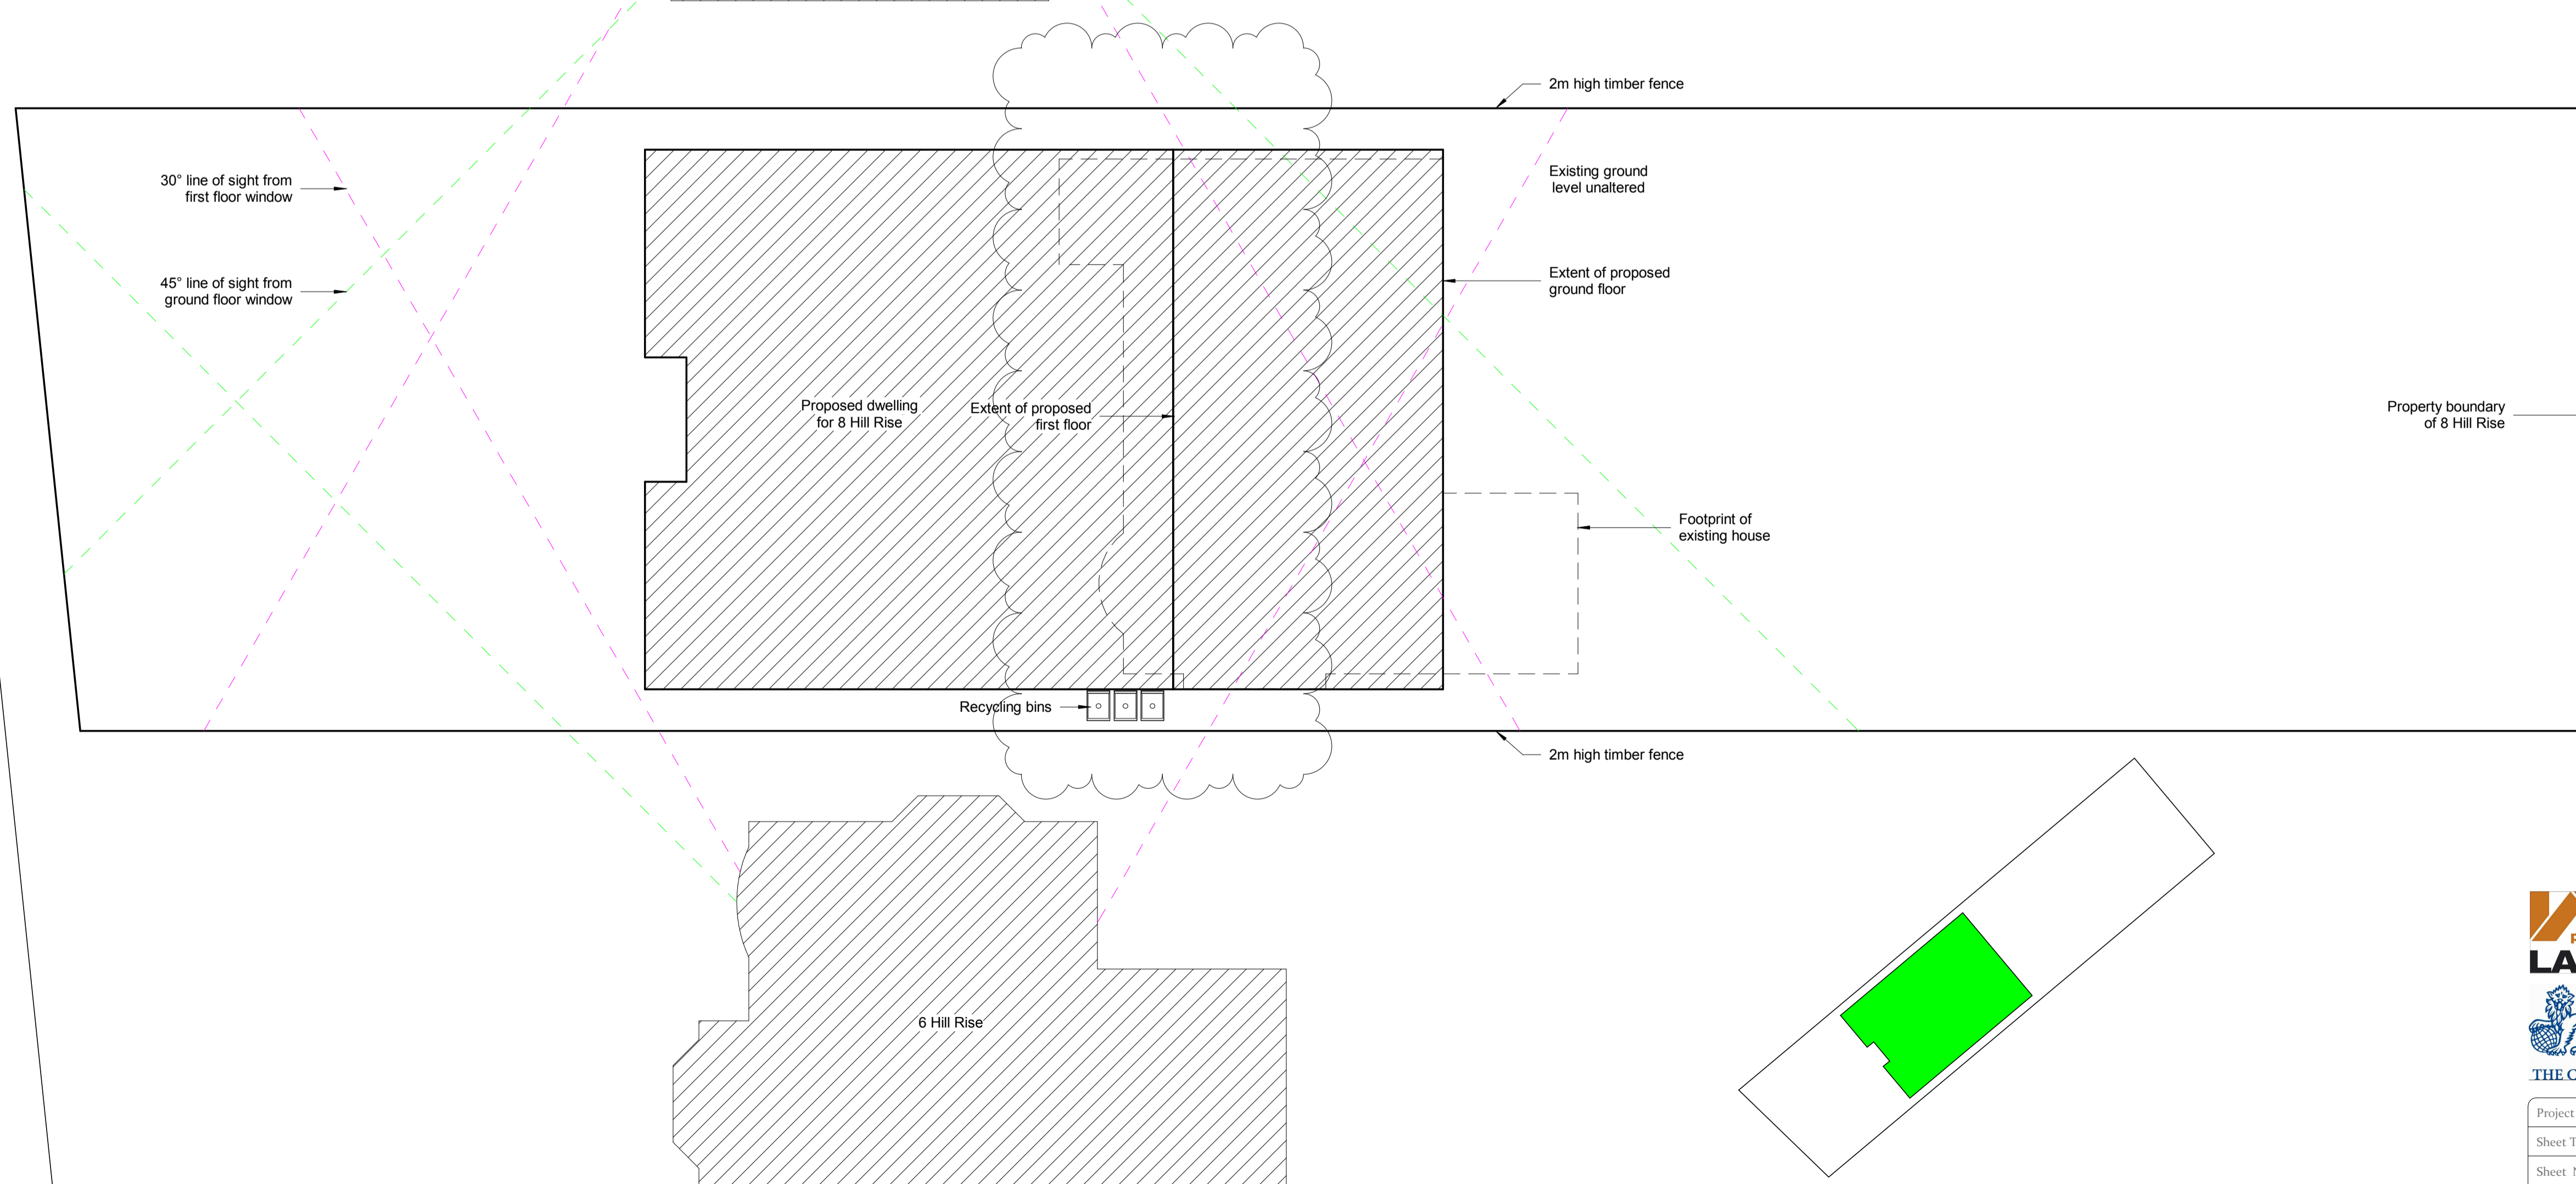 2m high timber fence
30° line of sight from
first floor window
Existing ground
level unaltered
45° line of sight from
ground floor window
Extent of proposed
ground floor
Proposed dwelling
for 8 Hill Rise
Extent of proposed
first floor
Property boundary
of 8 Hill Rise
Footprint of
existing house
Recycling bins
2m high timber fence
6 Hill Rise
LA
THE C
Project
Sheet T
Sheet